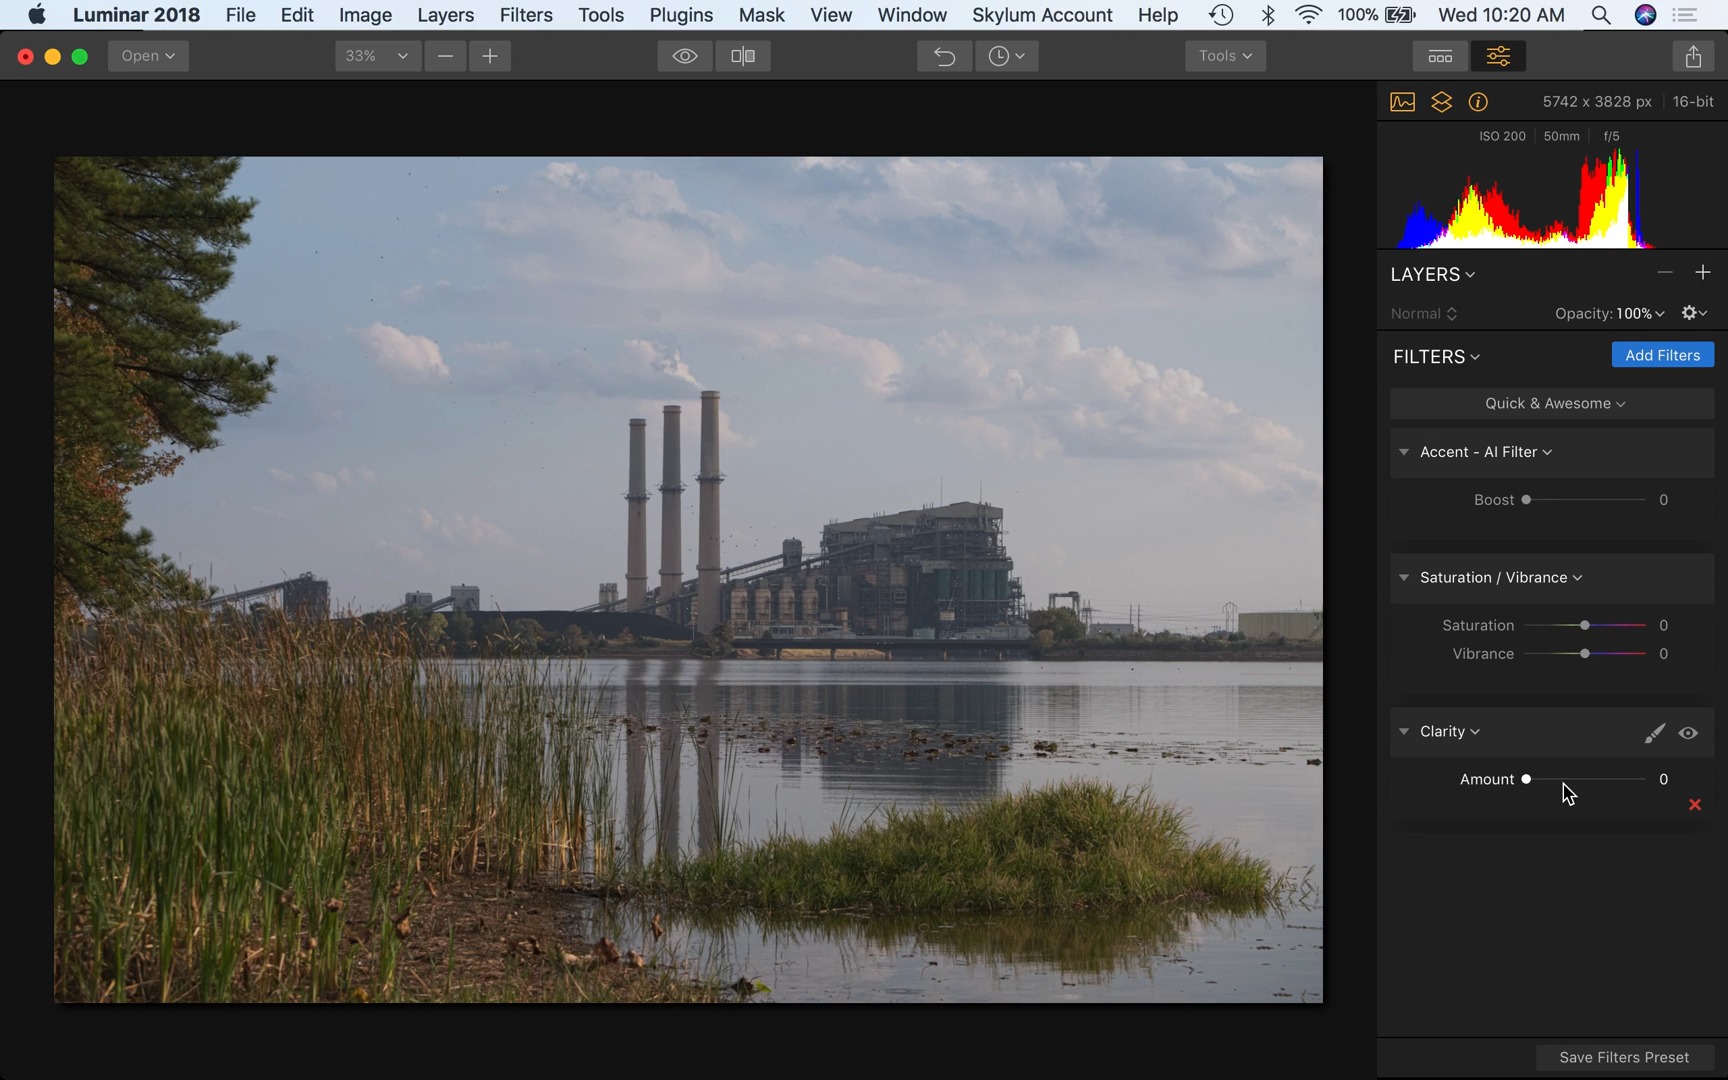 Luminar 2018 File Edit Image Layers Filters Tools Plugins Mask View Window Skylum Account Help 100% Wed 10:20 AM
Open 33% Tools
5742 x 3828 px 16-bit
ISO 200 50mm f/5
LAYERS
Normal Opacity: 100%
FILTERS Add Filters
Quick & Awesome
Accent - AI Filter
Boost 0
Saturation / Vibrance
Saturation 0
Vibrance 0
Clarity
Amount 0
Save Filters Preset